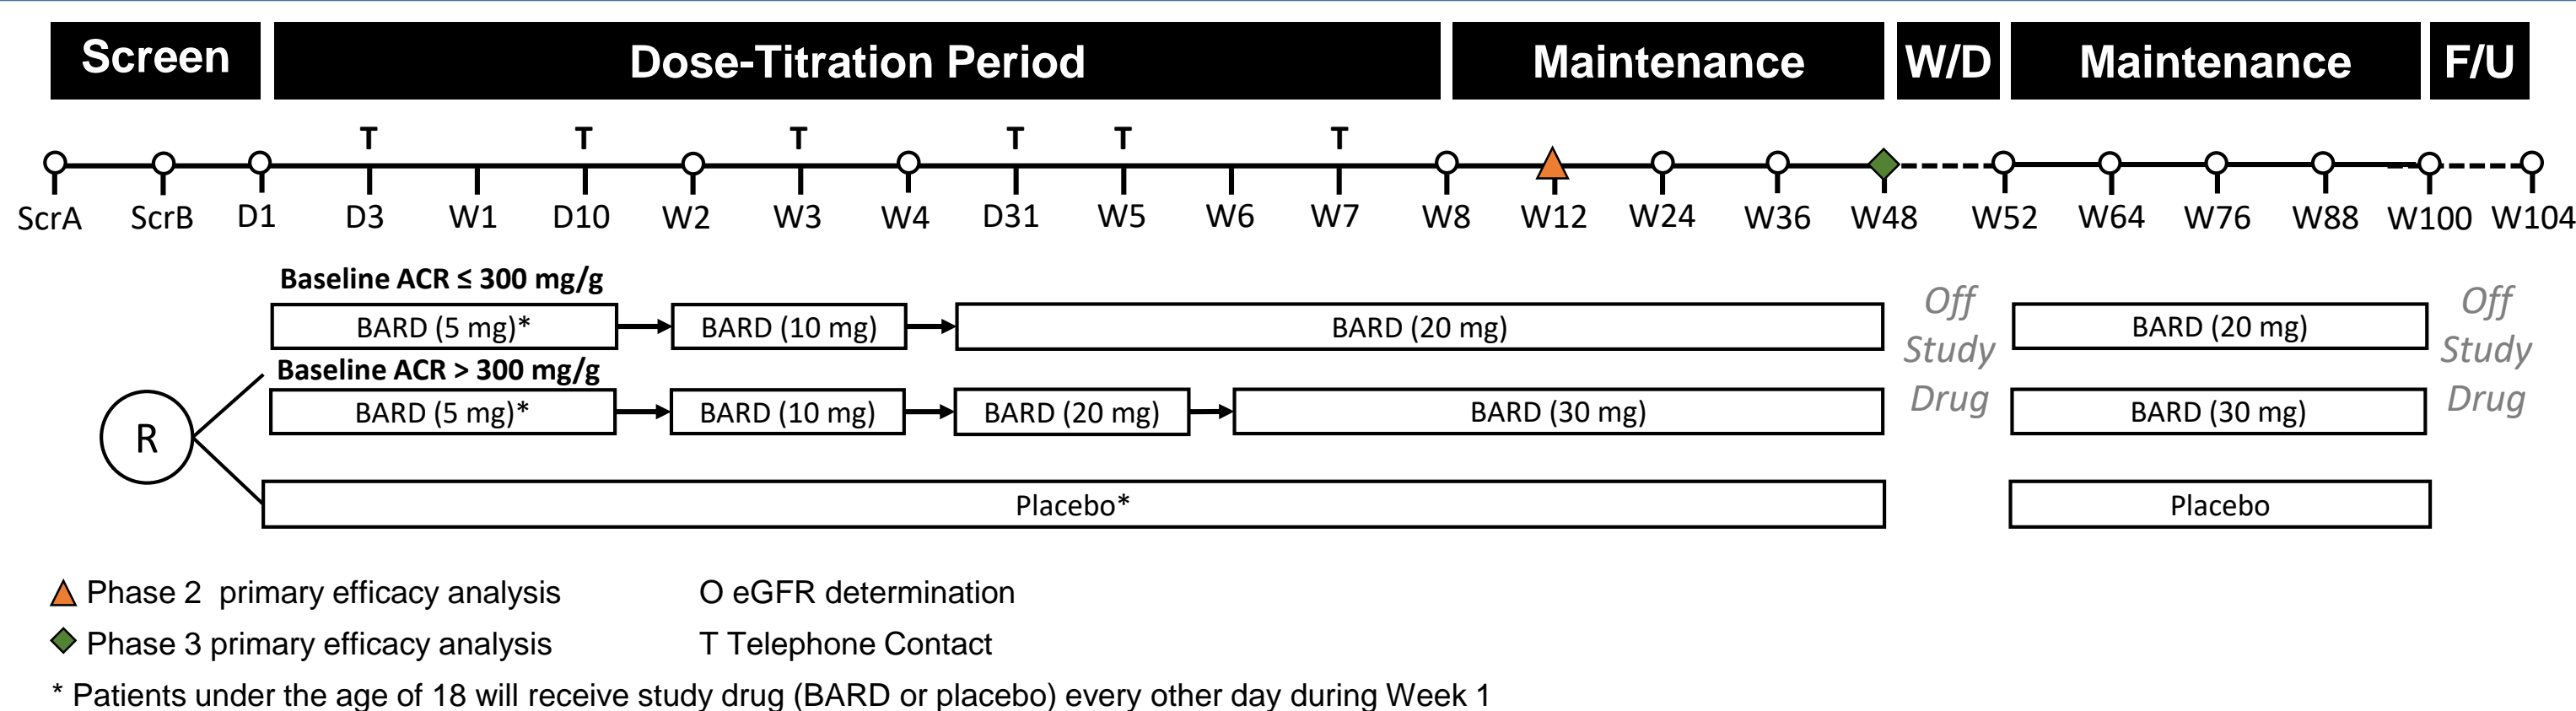 Screen Dose-Titration Period Maintenance W/D Maintenance F/U
T T T T T T
ScrA ScrB D1 D3 W1 D10 W2 W3 W4 D31 W5 W6 W7 W8 W12 W24 W36 W48 W52 W64 W76 W88 W100 W104
Baseline ACR ≤ 300 mg/g
BARD (5 mg)* BARD (10 mg) BARD (20 mg) Off Study Drug BARD (20 mg) Off Study Drug
Baseline ACR > 300 mg/g
BARD (5 mg)* BARD (10 mg) BARD (20 mg) BARD (30 mg) BARD (30 mg)
R
Placebo* Placebo
Phase 2 primary efficacy analysis O eGFR determination
Phase 3 primary efficacy analysis T Telephone Contact
* Patients under the age of 18 will receive study drug (BARD or placebo) every other day during Week 1